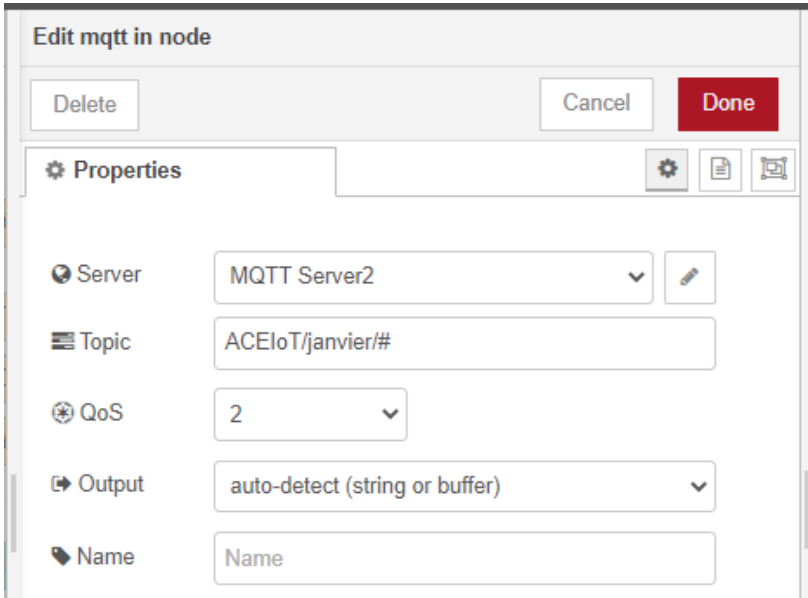 Edit mqtt in node
Delete Cancel Done
Properties
Server MQTT Server2
Topic ACEIoT/janvier/#
QoS 2
Output auto-detect (string or buffer)
Name Name